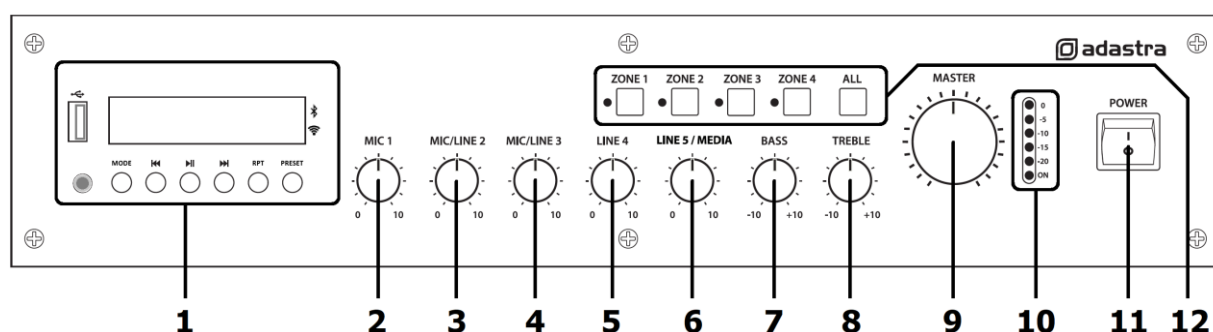 adastra
ZONE 1 ZONE 2 ZONE 3 ZONE 4 ALL
MASTER
POWER
MODE RPT PRESET
MIC 1 MIC/LINE 2 MIC/LINE 3 LINE 4 LINE 5 / MEDIA BASS TREBLE
0 10 0 10 0 10 0 10 0 10 -10 +10 -10 +10
0
-5
-10
-15
-20
ON
1 2 3 4 5 6 7 8 9 10 11 12